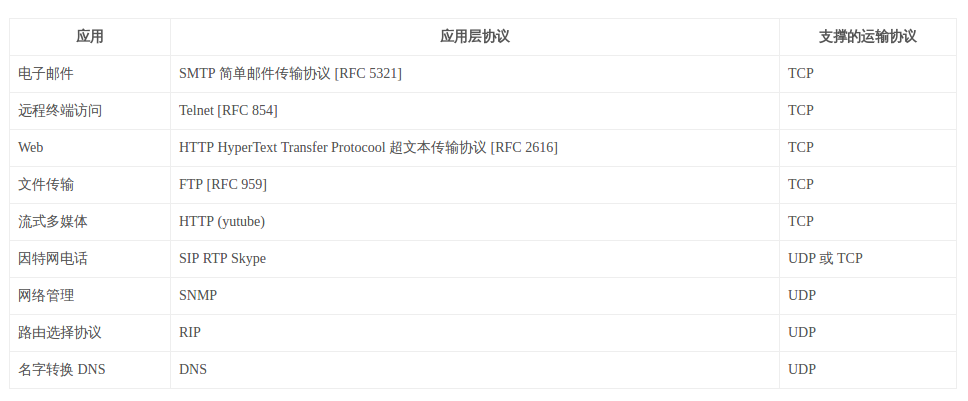 应用 应用层协议 支撑的运输协议
电子邮件 SMTP 简单邮件传输协议 [RFC 5321] TCP
远程终端访问 Telnet [RFC 854] TCP
Web HTTP HyperText Transfer Protocool 超文本传输协议 [RFC 2616] TCP
文件传输 FTP [RFC 959] TCP
流式多媒体 HTTP (yutube) TCP
因特网电话 SIP RTP Skype UDP 或 TCP
网络管理 SNMP UDP
路由选择协议 RIP UDP
名字转换 DNS DNS UDP